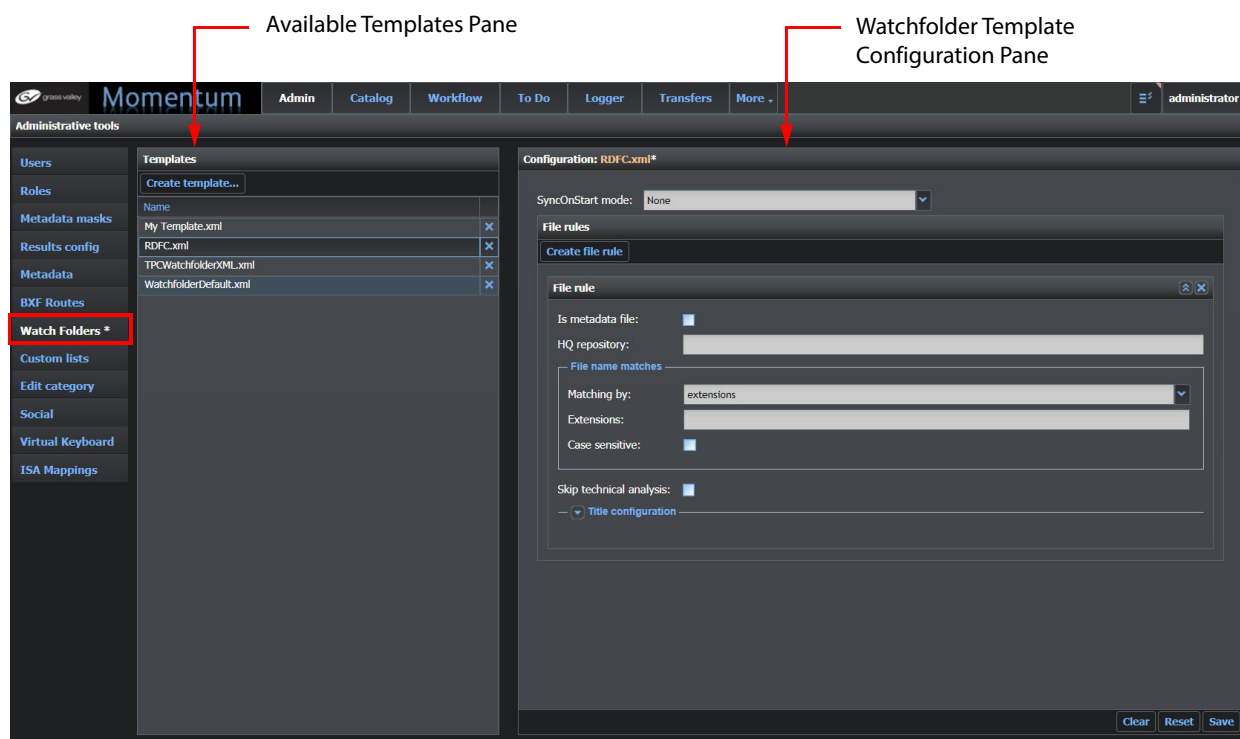 Available Templates Pane
Watchfolder Template
Configuration Pane
GV grass valley Momentum Admin Catalog Workflow To Do Logger Transfers More administrator
Administrative tools
Users
Roles
Metadata masks
Results config
Metadata
BXF Routes
Watch Folders *
Custom lists
Edit category
Social
Virtual Keyboard
ISA Mappings
Templates
Create template...
Name
My Template.xml
RDFC.xml
TPCWatchfolderXML.xml
WatchfolderDefault.xml
Configuration: RDFC.xml*
SyncOnStart mode: None
File rules
Create file rule
File rule
Is metadata file:
HQ repository:
File name matches
Matching by: extensions
Extensions:
Case sensitive:
Skip technical analysis:
Title configuration
Clear Reset Save